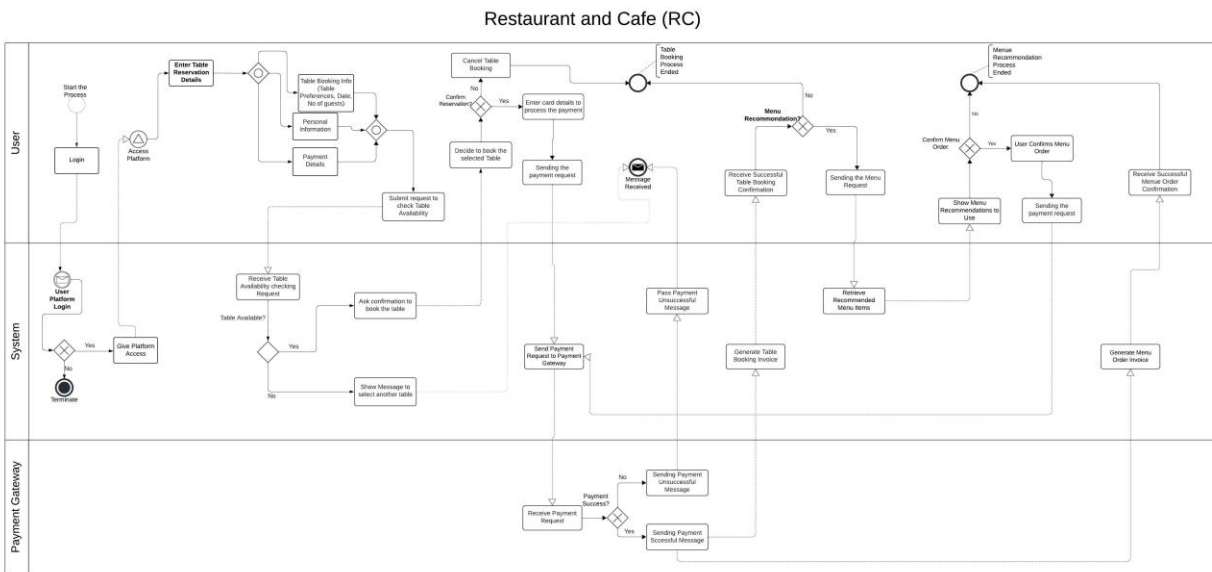 Restaurant and Cafe (RC)
User
Start the
Process
Login
Access
Platform
Enter Table
Reservation
Details
Table Booking Info
(Table
Preferences, Date,
No of guests)
Personal
Information
Payment
Details
Submit request to
check Table
Availability
Cancel Table
Booking
No
Confirm
Reservation?
Yes
Enter card details to
process the payment
Decide to book the
selected Table
Sending the
payment request
Table
Booking
Process
Ended
Message
Received
No
Menu
Recommendation?
Yes
Receive Successful
Table Booking
Confirmation
Sending the Menu
Request
Menue
Recommendation
Process
Ended
No
Confirm Menu
Order.
Yes
User Confirms Menu
Order
Show Menu
Recommendations to
Use
Sending the
payment request
Receive Successful
Menue Order
Confirmation
System
User
Platform
Login
Yes
Give Platform
Access
No
Terminate
Receive Table
Availability checking
Request
Table Available?
Yes
Ask confirmation to
book the table
No
Show Message to
select another table
Send Payment
Request to Payment
Gateway
Pass Payment
Unsuccessful
Message
Generate Table
Booking Invoice
Retrieve
Recommended
Menu Items
Generate Menu
Order Invoice
Payment Gateway
Receive Payment
Request
Payment
Success?
No
Sending Payment
Unsuccessful
Message
Yes
Sending Payment
Sccessful Message